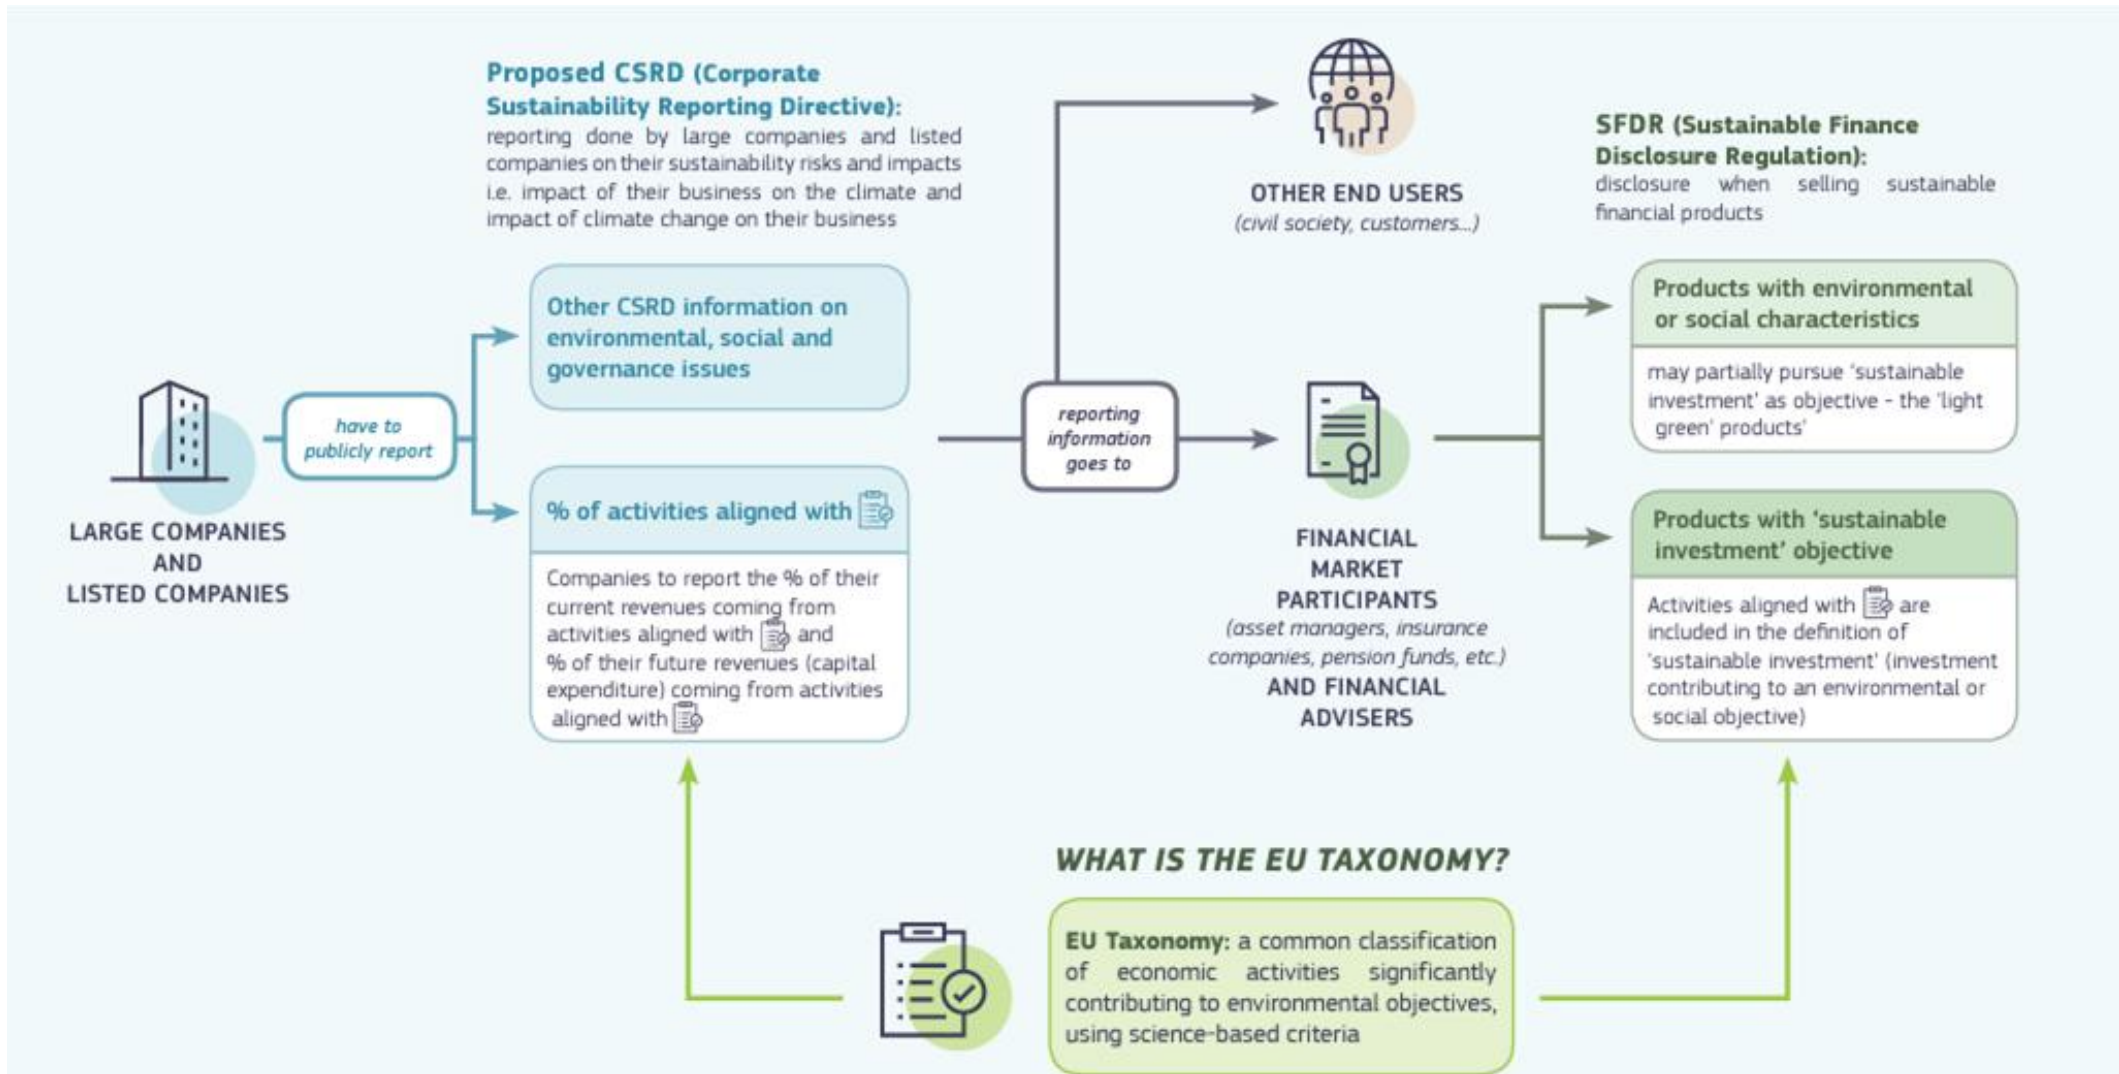 Proposed CSRD (Corporate
Sustainability Reporting Directive):
reporting done by large companies and listed
companies on their sustainability risks and impacts
i.e. impact of their business on the climate and
impact of climate change on their business
Other CSRD information on
environmental, social and
governance issues
have to
publicly report
LARGE COMPANIES
AND
LISTED COMPANIES
% of activities aligned with
Companies to report the % of their
current revenues coming from
activities aligned with and
% of their future revenues (capital
expenditure) coming from activities
aligned with
reporting
information
goes to
OTHER END USERS
(civil society, customers...)
FINANCIAL
MARKET
PARTICIPANTS
(asset managers, insurance
companies, pension funds, etc.)
AND FINANCIAL
ADVISERS
SFDR (Sustainable Finance
Disclosure Regulation):
disclosure when selling sustainable
financial products
Products with environmental
or social characteristics
may partially pursue ‘sustainable
investment’ as objective - the ‘light
green’ products’
Products with ‘sustainable
investment’ objective
Activities aligned with are
included in the definition of
‘sustainable investment’ (investment
contributing to an environmental or
social objective)
WHAT IS THE EU TAXONOMY?
EU Taxonomy: a common classification
of economic activities significantly
contributing to environmental objectives,
using science-based criteria